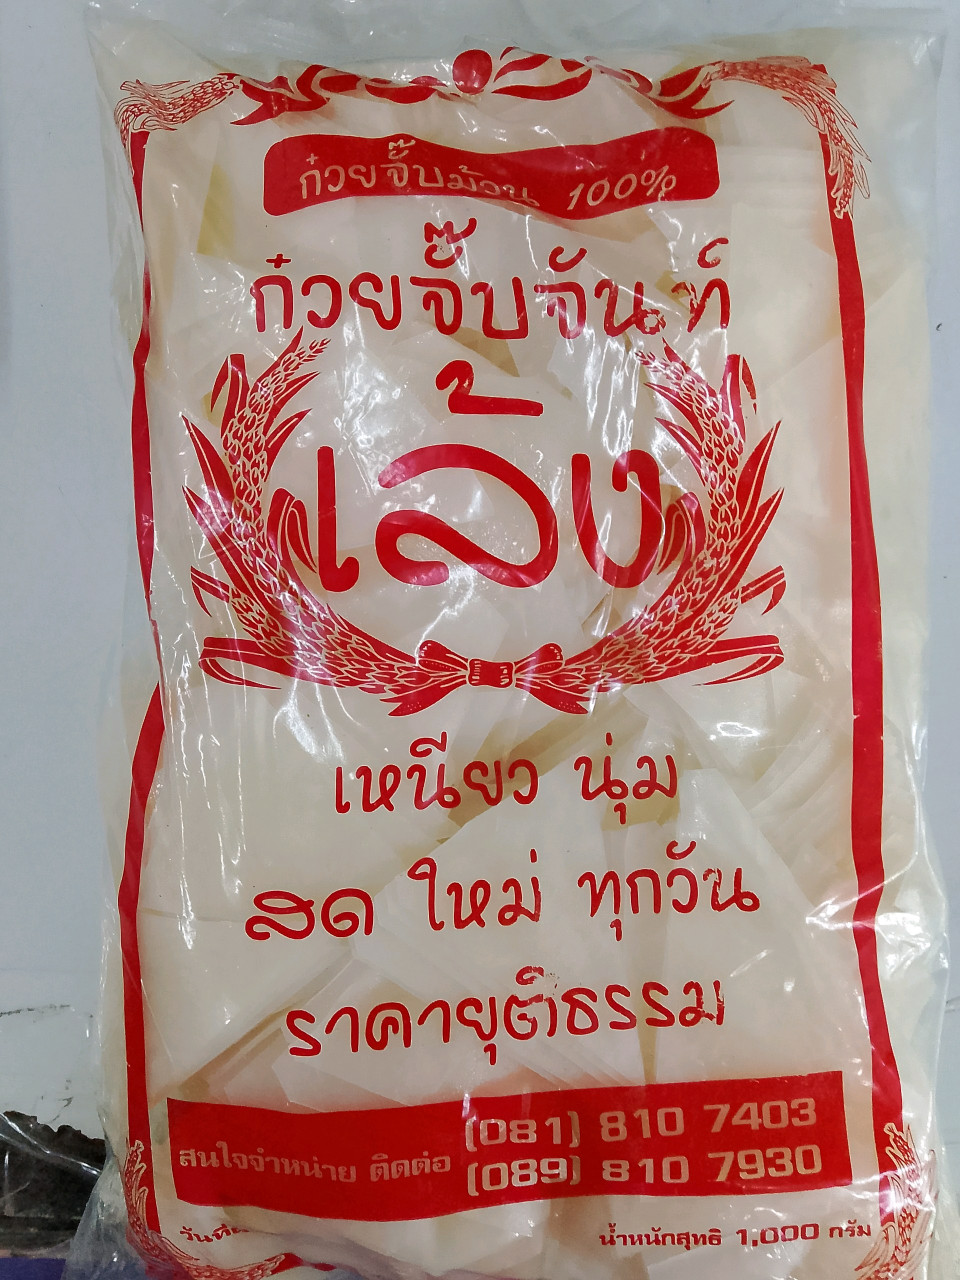 ก๋วยจั๊บม้วน 100%
ก๋วยจั๊บจันท์
เล้ง
เหนียว นุ่ม
สด ใหม่ ทุกวัน
ราคายุติธรรม
สนใจจำหน่าย ติดต่อ (081) 810 7403
(089) 810 7930
น้ำหนักสุทธิ 1,000 กรัม